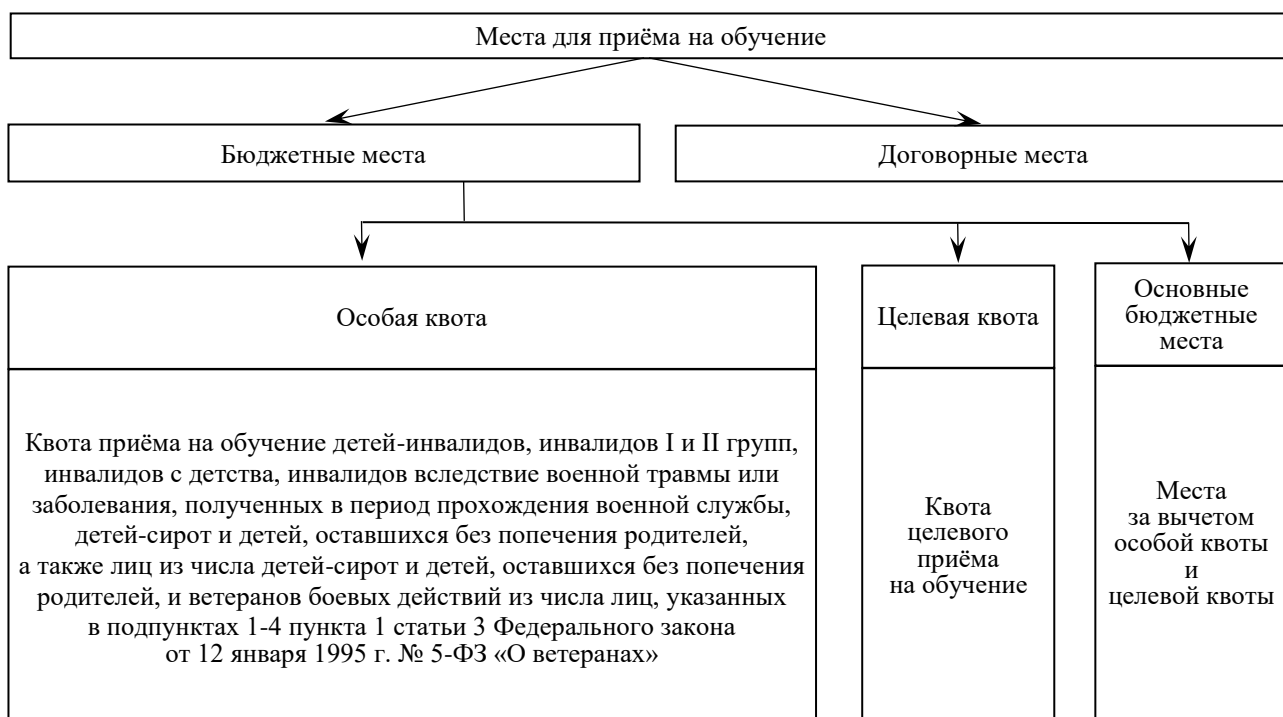 Места для приёма на обучение
Бюджетные места
Договорные места
Особая квота
Целевая квота
Основные
бюджетные
места
Квота приёма на обучение детей-инвалидов, инвалидов I и II групп,
инвалидов с детства, инвалидов вследствие военной травмы или
заболевания, полученных в период прохождения военной службы,
детей-сирот и детей, оставшихся без попечения родителей,
а также лиц из числа детей-сирот и детей, оставшихся без попечения
родителей, и ветеранов боевых действий из числа лиц, указанных
в подпунктах 1-4 пункта 1 статьи 3 Федерального закона
от 12 января 1995 г. № 5-ФЗ «О ветеранах»
Квота
целевого
приёма
на обучение
Места
за вычетом
особой квоты
и
целевой квоты